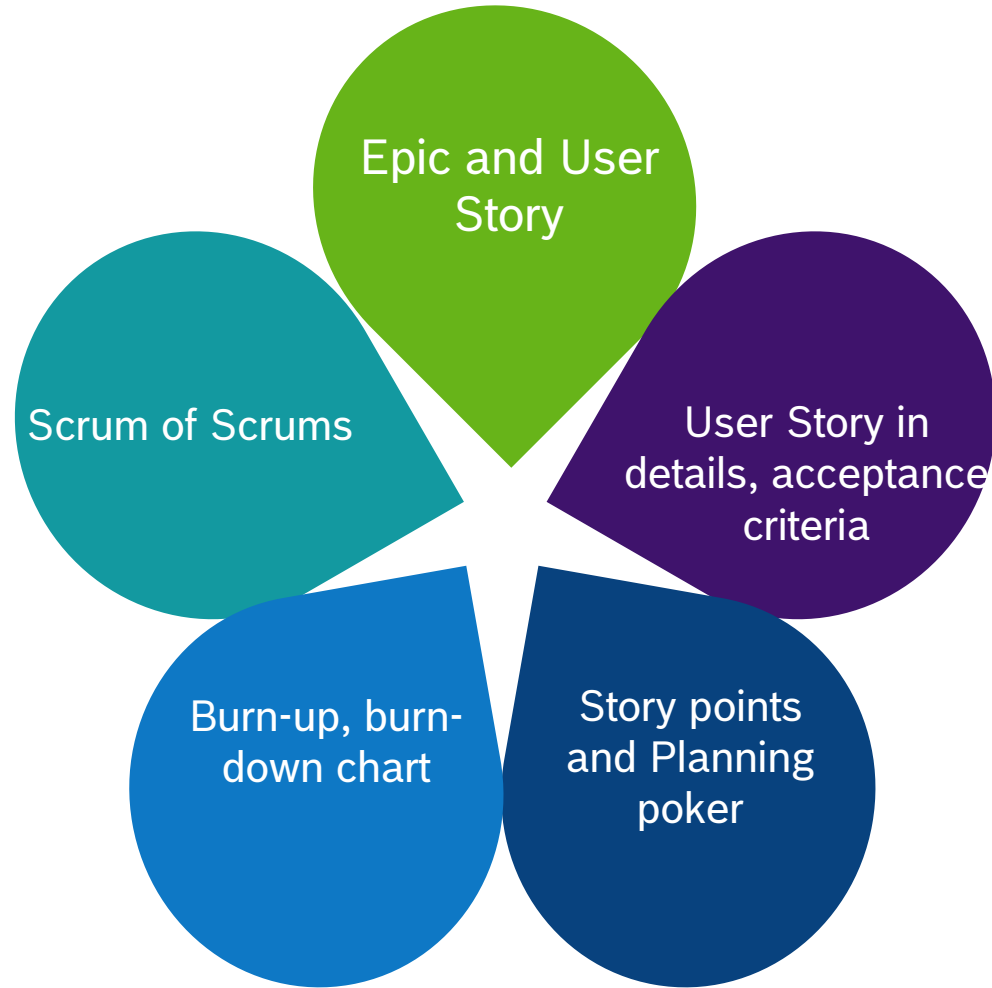 Epic and User
Story
User Story in
details, acceptance
criteria
Story points
and Planning
poker
Burn-up, burn-
down chart
Scrum of Scrums